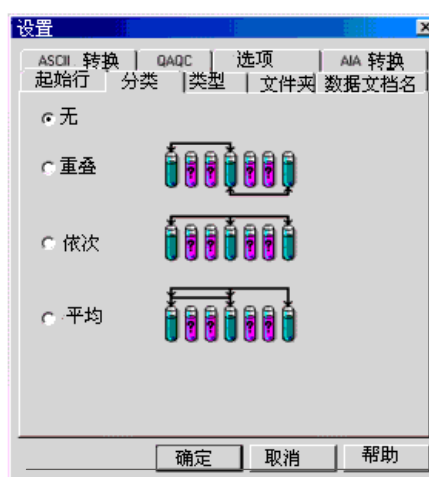 设置
ASCII 转换 QAQC 选项 AIA 转换
起始行 分类 类型 文件夹 数据文档名
无
重叠
依次
平均
确定 取消 帮助